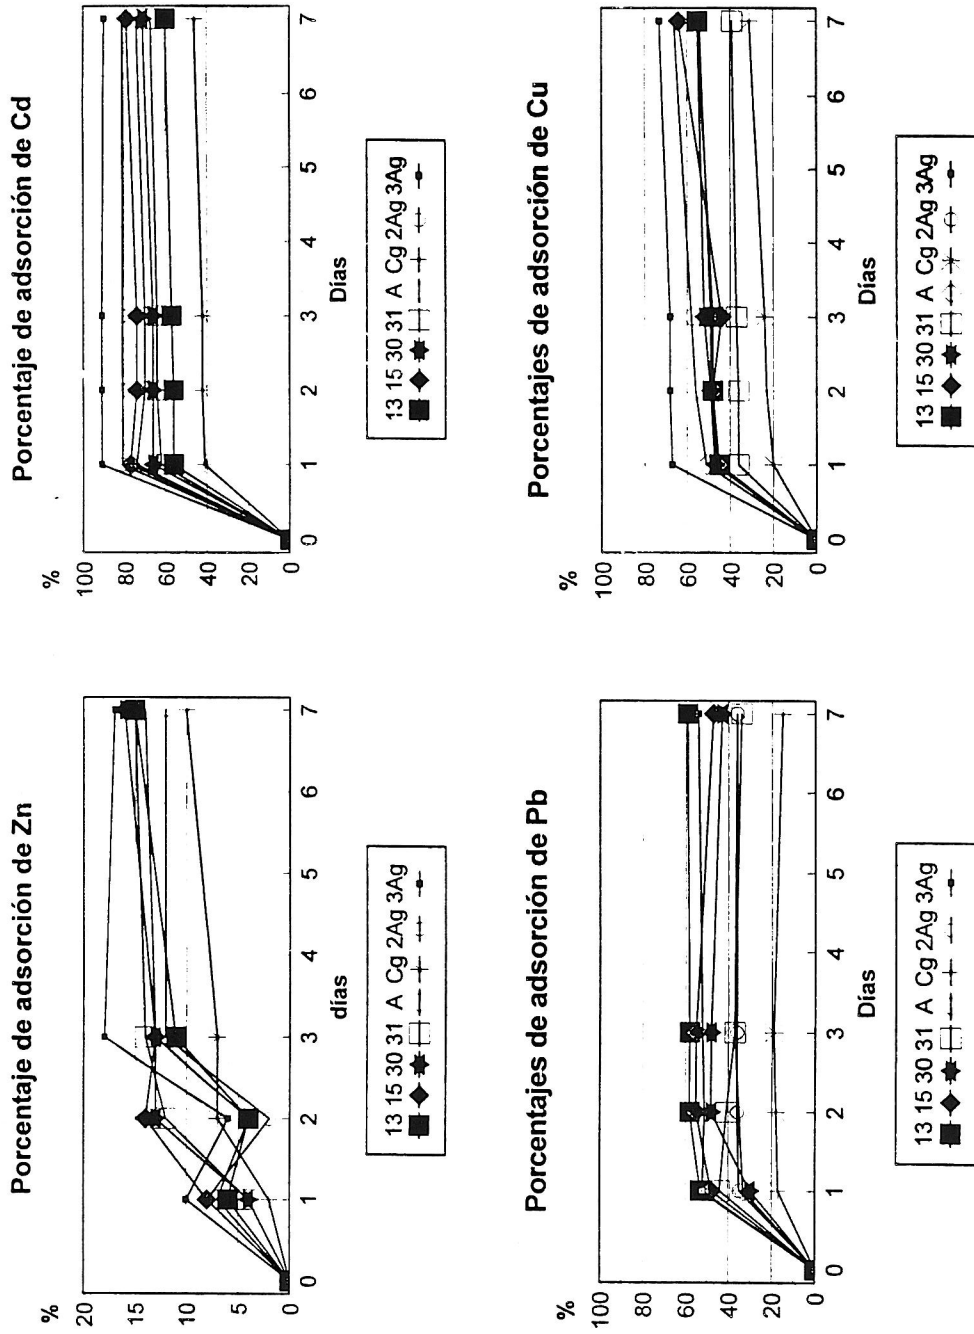 Porcentaje de adsorción de Zn
%
20
15
10
5
0
0 1 2 3 4 5 6 7
días
13 15 30 31 A Cg 2Ag 3Ag
Porcentaje de adsorción de Cd
%
100
80
60
40
20
0
0 1 2 3 4 5 6 7
Días
13 15 30 31 A Cg 2Ag 3Ag
Porcentajes de adsorción de Pb
%
100
80
60
40
20
0
0 1 2 3 4 5 6 7
Días
13 15 30 31 A Cg 2Ag 3Ag
Porcentajes de adsorción de Cu
%
100
80
60
40
20
0
0 1 2 3 4 5 6 7
Días
13 15 30 31 A Cg 2Ag 3Ag